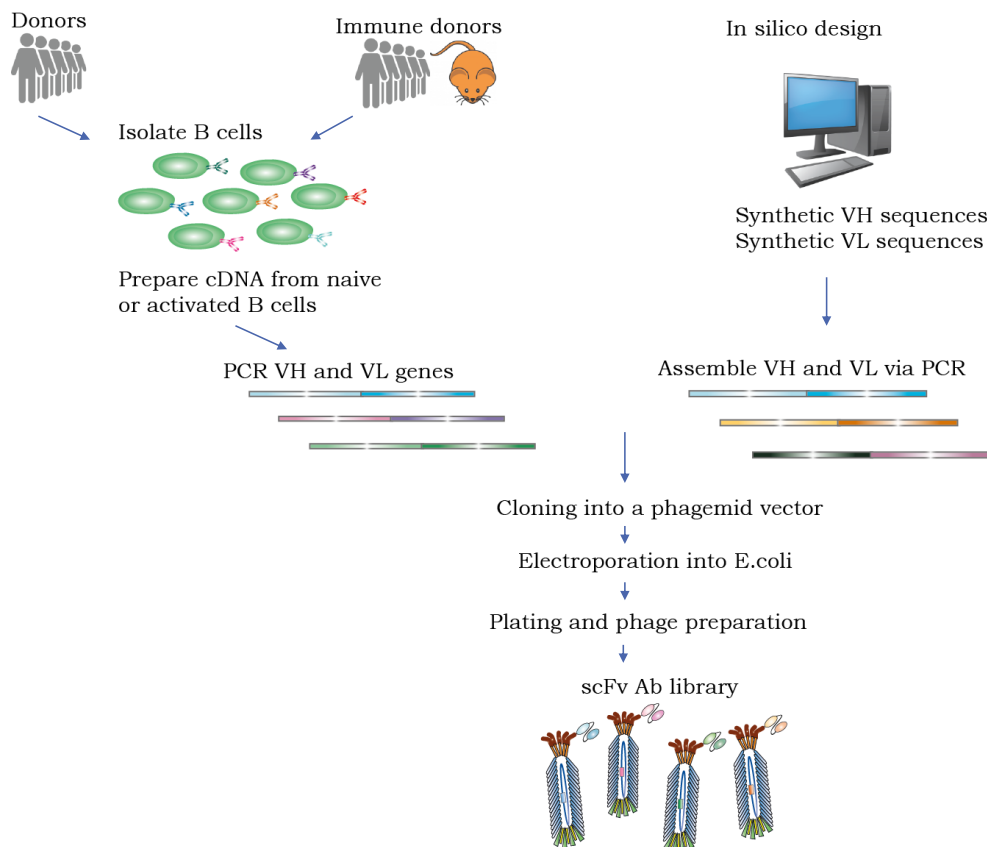 Donors
Immune donors
In silico design
Isolate B cells
Synthetic VH sequences
Synthetic VL sequences
Prepare cDNA from naive
or activated B cells
PCR VH and VL genes
Assemble VH and VL via PCR
Cloning into a phagemid vector
Electroporation into E.coli
Plating and phage preparation
scFv Ab library